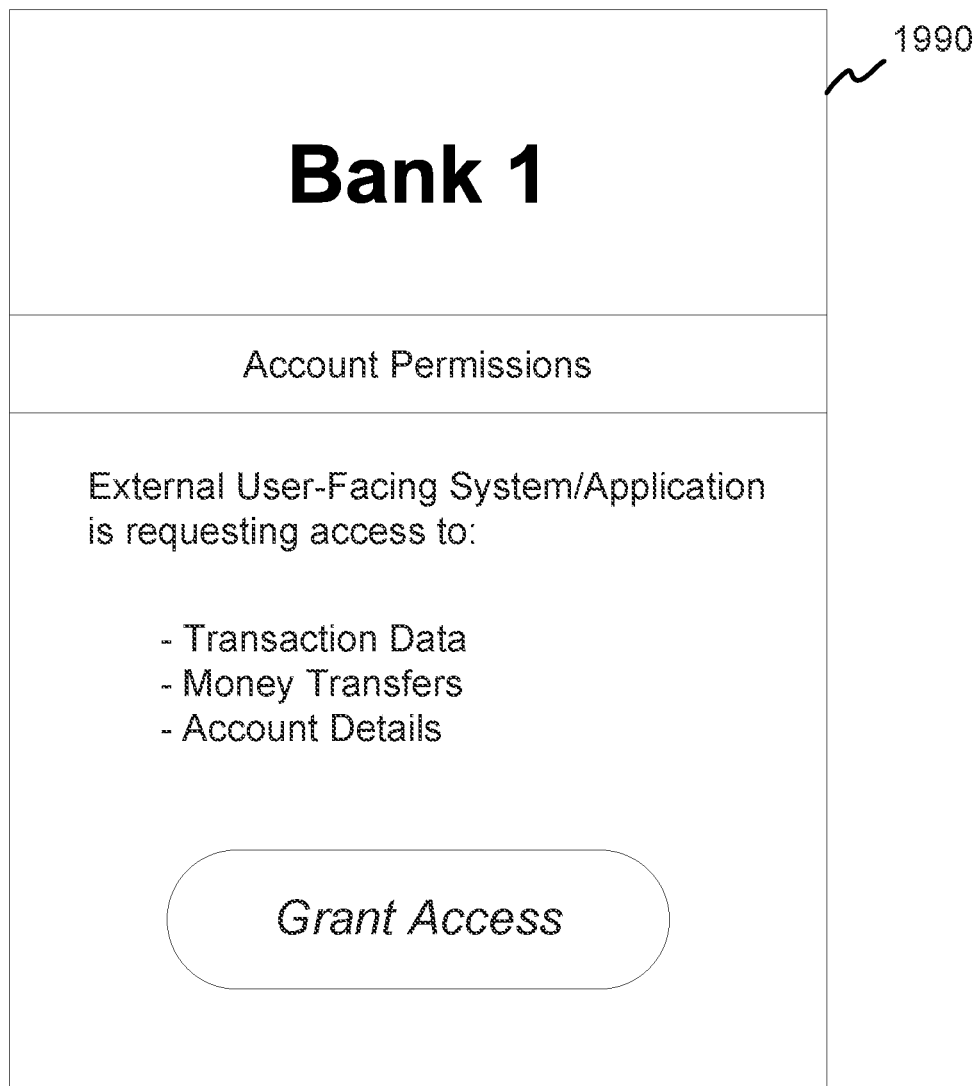 1990
Bank 1
Account Permissions
External User-Facing System/Application
is requesting access to:
- Transaction Data
- Money Transfers
- Account Details
Grant Access